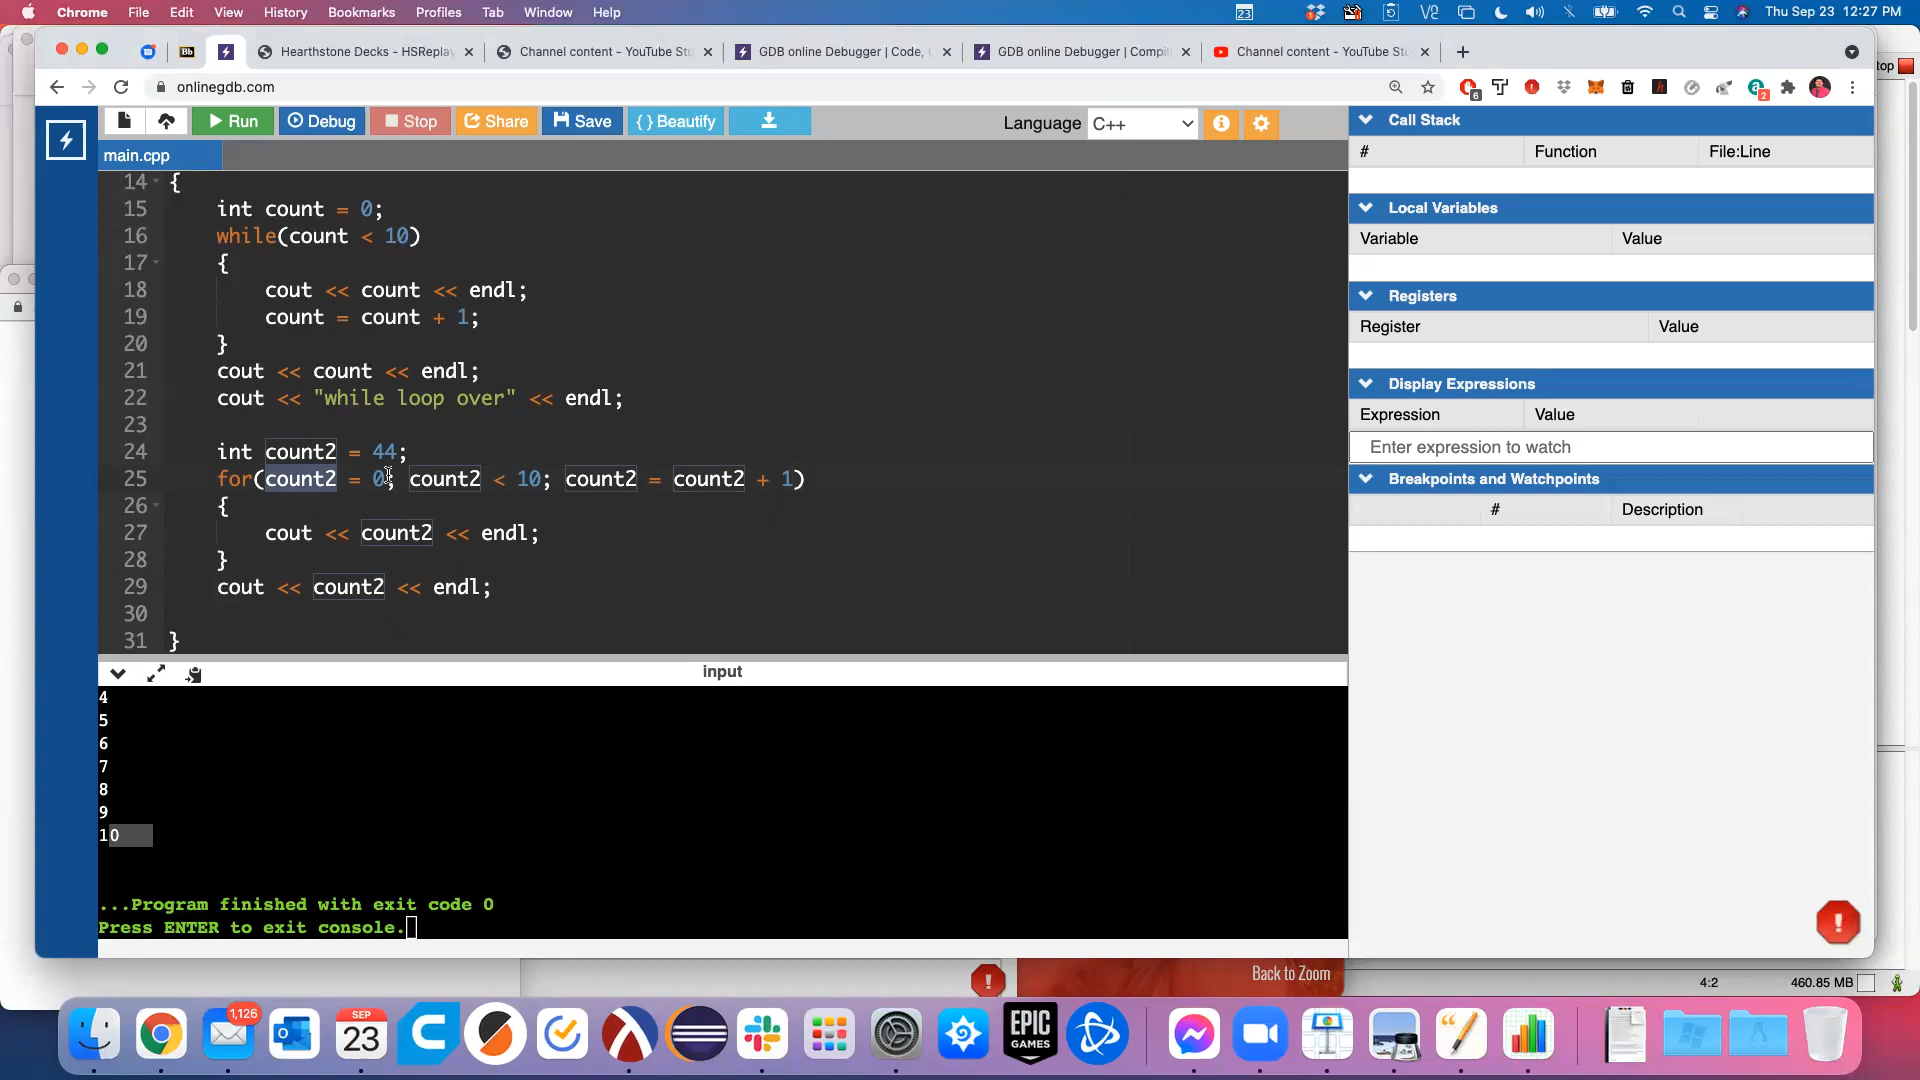 Chrome File Edit View History Bookmarks Profiles Tab Window Help
23
Thu Sep 23 12:27 PM
Bb
Hearthstone Decks - HSReplay
Channel content - YouTube Stu
GDB online Debugger | Code,
GDB online Debugger | Compil
Channel content - YouTube Stu
top
onlinegdb.com
6
2
Run
Debug
Stop
Share
Save
{ } Beautify
Language C++
main.cpp
14 {
15 int count = 0;
16 while(count < 10)
17 {
18 cout << count << endl;
19 count = count + 1;
20 }
21 cout << count << endl;
22 cout << "while loop over" << endl;
23
24 int count2 = 44;
25 for(count2 = 0; count2 < 10; count2 = count2 + 1)
26 {
27 cout << count2 << endl;
28 }
29 cout << count2 << endl;
30
31 }
input
4
5
6
7
8
9
10
...Program finished with exit code 0
Press ENTER to exit console.
Call Stack
# Function File:Line
Local Variables
Variable Value
Registers
Register Value
Display Expressions
Expression Value
Enter expression to watch
Breakpoints and Watchpoints
# Description
Back to Zoom
4:2 460.85 MB
1,126
SEP
23
EPIC
GAMES